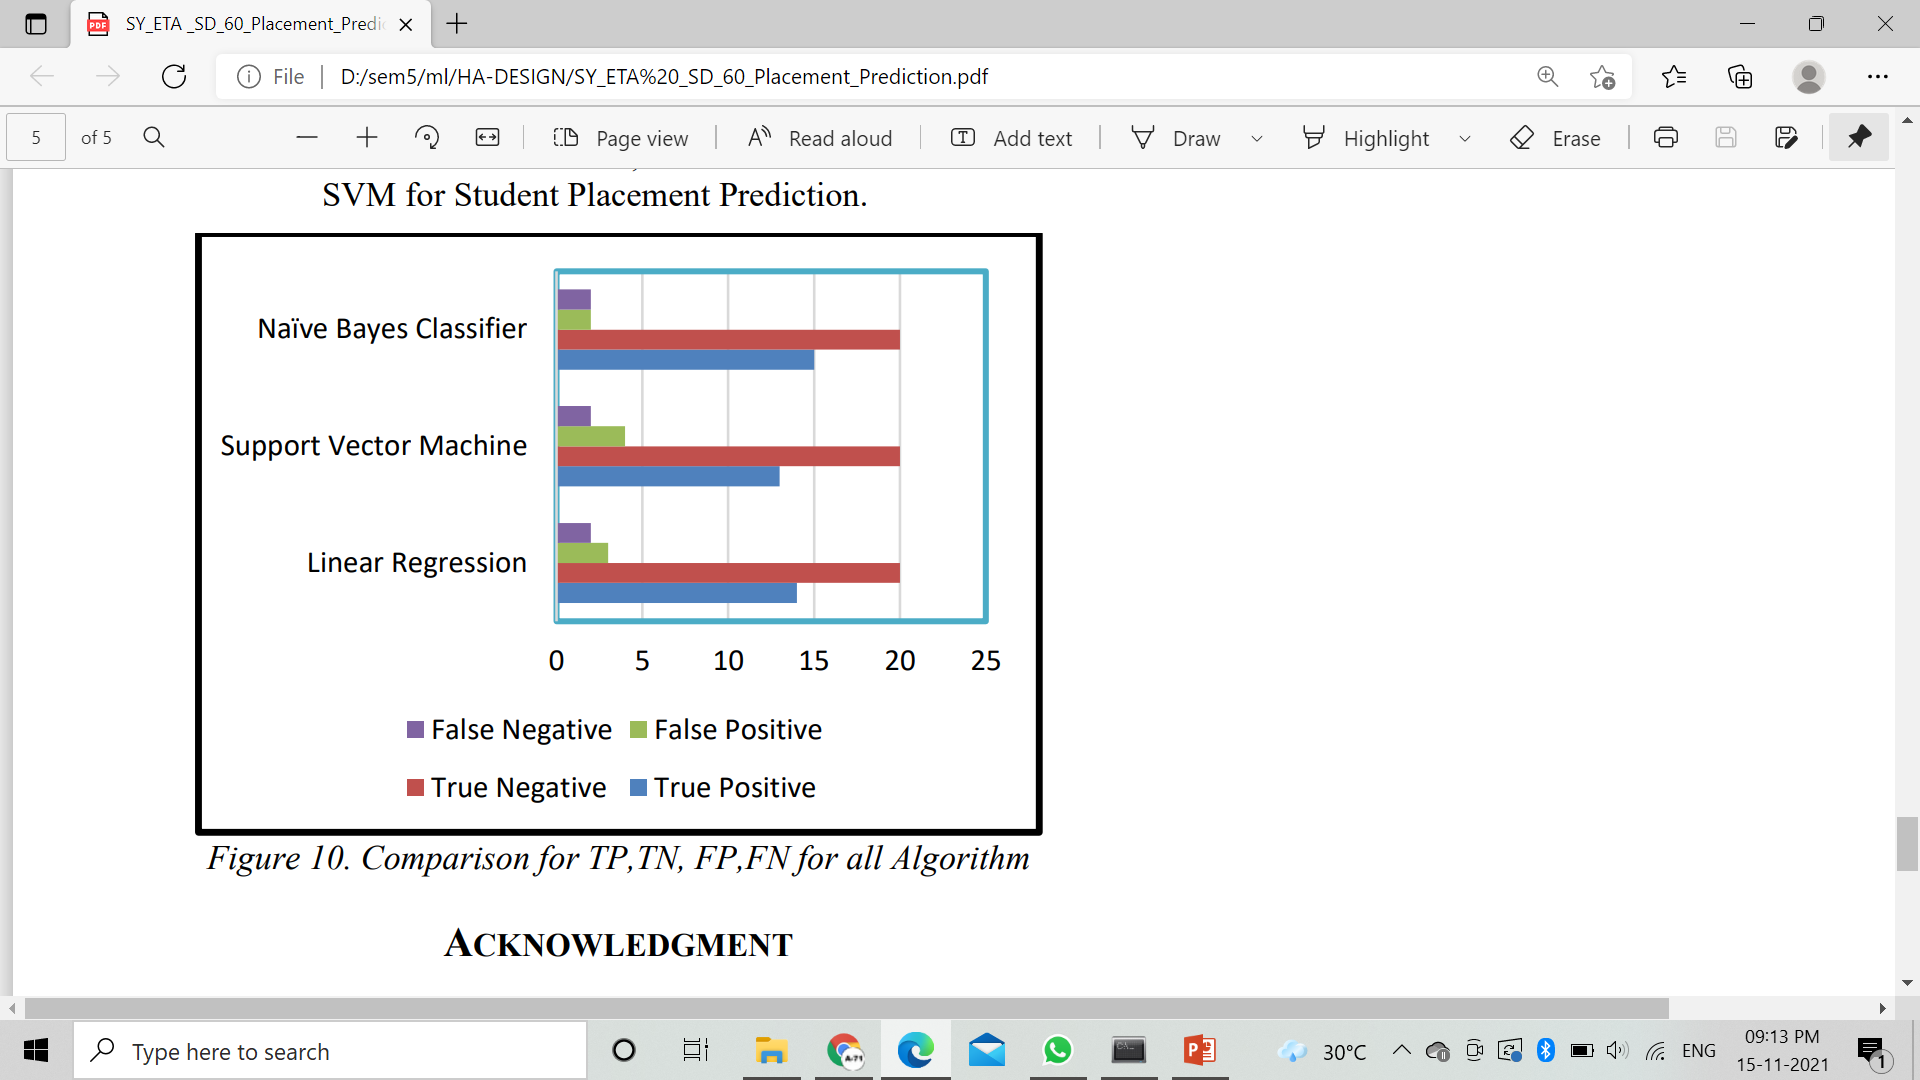 SY_ETA _SD_60_Placement_Predi
File
D:/sem5/ml/HA-DESIGN/SY_ETA%20_SD_60_Placement_Prediction.pdf
5 of 5
Page view
Read aloud
Add text
Draw
Highlight
Erase
SVM for Student Placement Prediction.
Naïve Bayes Classifier
Support Vector Machine
Linear Regression
0 5 10 15 20 25
False Negative False Positive
True Negative True Positive
Figure 10. Comparison for TP,TN, FP,FN for all Algorithm
ACKNOWLEDGMENT
Type here to search
30°C
ENG
09:13 PM
15-11-2021
1